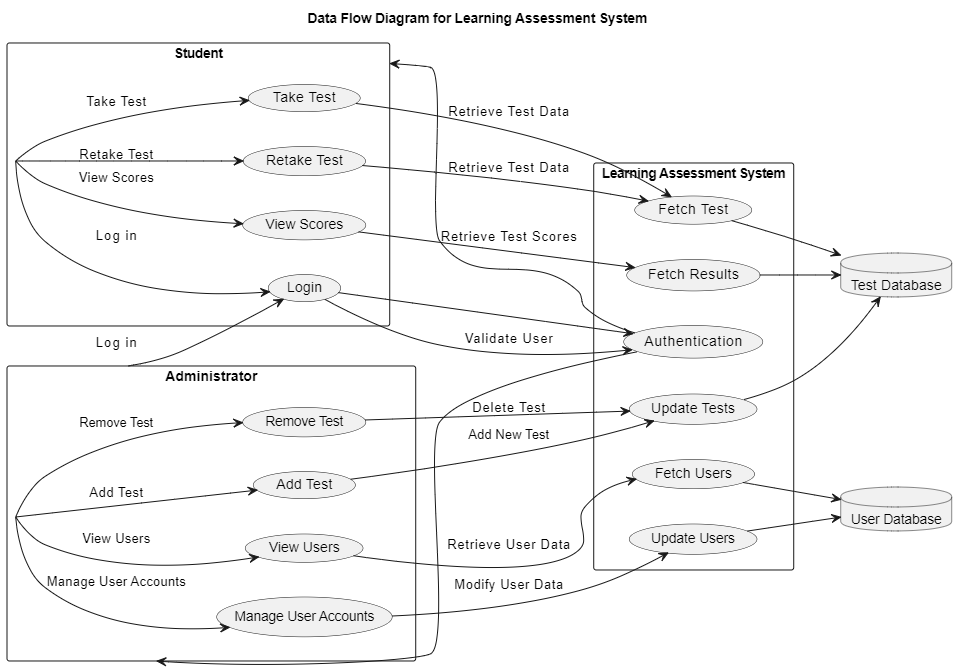 Data Flow Diagram for Learning Assessment System
Student
Take Test
Take Test
Retrieve Test Data
Retake Test
Retake Test
Retrieve Test Data
View Scores
View Scores
Retrieve Test Scores
Log in
Login
Validate User
Log in
Learning Assessment System
Fetch Test
Fetch Results
Authentication
Update Tests
Fetch Users
Update Users
Test Database
User Database
Administrator
Remove Test
Remove Test
Delete Test
Add New Test
Add Test
Add Test
View Users
View Users
Retrieve User Data
Manage User Accounts
Manage User Accounts
Modify User Data